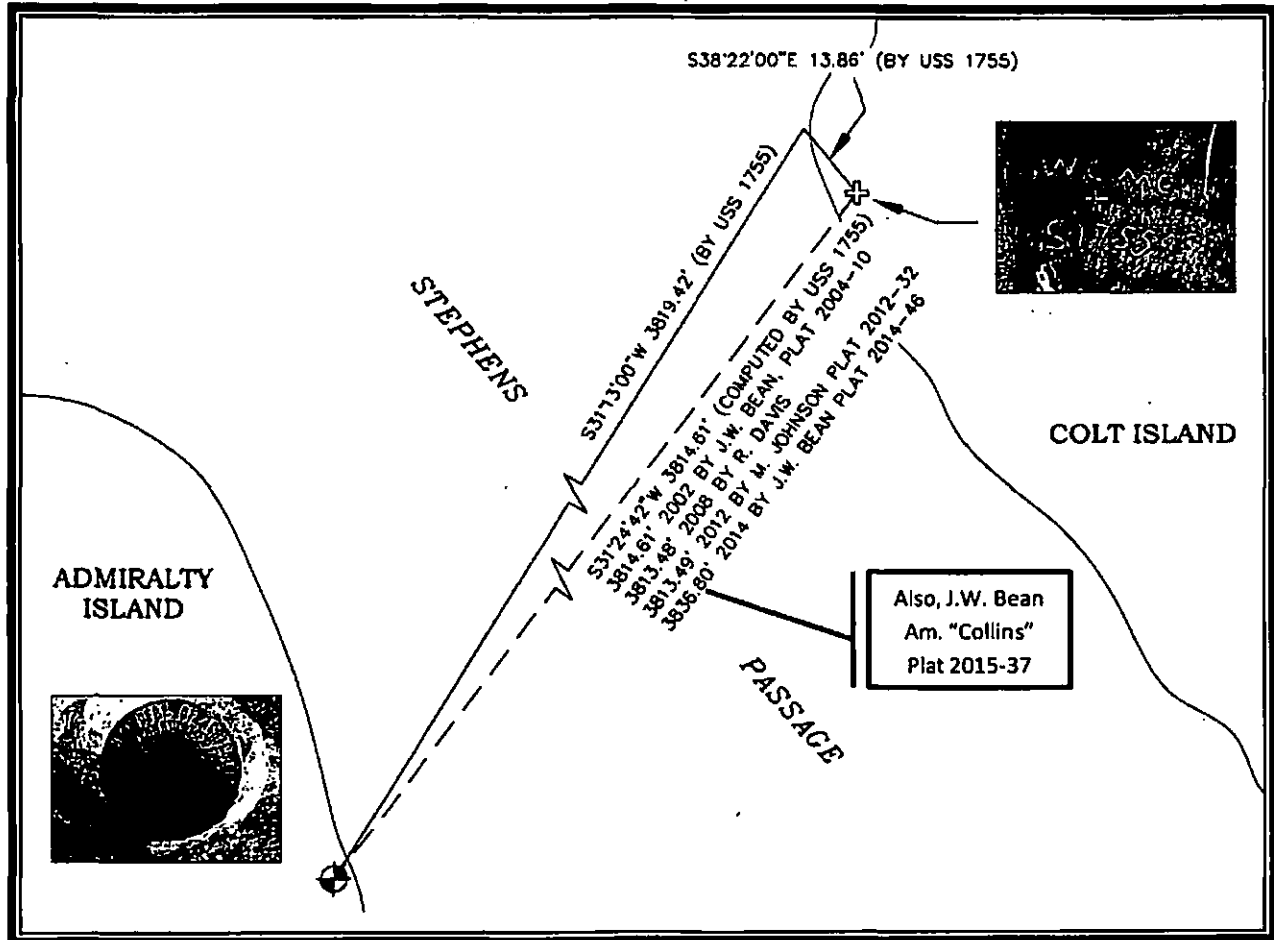 S38°22'00"E 13.86' (BY USS 1755)
WCMC
S1755
S31°13'00"W 3819.42' (BY USS 1755)
STEPHENS
S31°24'42"W 3814.61' (COMPUTED BY USS 1755)
3814.61' 2002 BY J.W. BEAN, PLAT 2004-10
3813.48' 2008 BY R. DAVIS
3813.49' 2012 BY M. JOHNSON PLAT 2012-32
3836.80' 2014 BY J.W. BEAN PLAT 2014-46
COLT ISLAND
ADMIRALTY
ISLAND
Also, J.W. Bean
Am. "Collins"
Plat 2015-37
PASSAGE